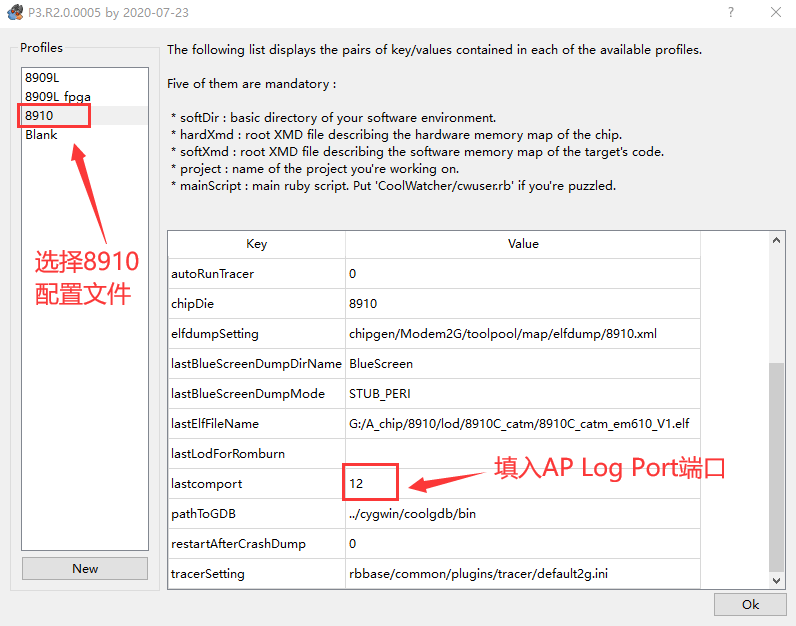 P3.R2.0.0005 by 2020-07-23
Profiles
8909L
8909L fpga
8910
Blank
选择8910
配置文件
New
The following list displays the pairs of key/values contained in each of the available profiles.
Five of them are mandatory :
* softDir : basic directory of your software environment.
* hardXmd : root XMD file describing the hardware memory map of the chip.
* softXmd : root XMD file describing the software memory map of the target's code.
* project : name of the project you're working on.
* mainScript : main ruby script. Put 'CoolWatcher/cwuser.rb' if you're puzzled.
Key Value
autoRunTracer 0
chipDie 8910
elfdumpSetting chipgen/Modem2G/toolpool/map/elfdump/8910.xml
lastBlueScreenDumpDirName BlueScreen
lastBlueScreenDumpMode STUB_PERI
lastElfFileName G:/A_chip/8910/lod/8910C_catm/8910C_catm_em610_V1.elf
lastLodForRomburn
lastcomport 12
填入AP Log Port端口
pathToGDB ../cygwin/coolgdb/bin
restartAfterCrashDump 0
tracerSetting rbbase/common/plugins/tracer/default2g.ini
Ok